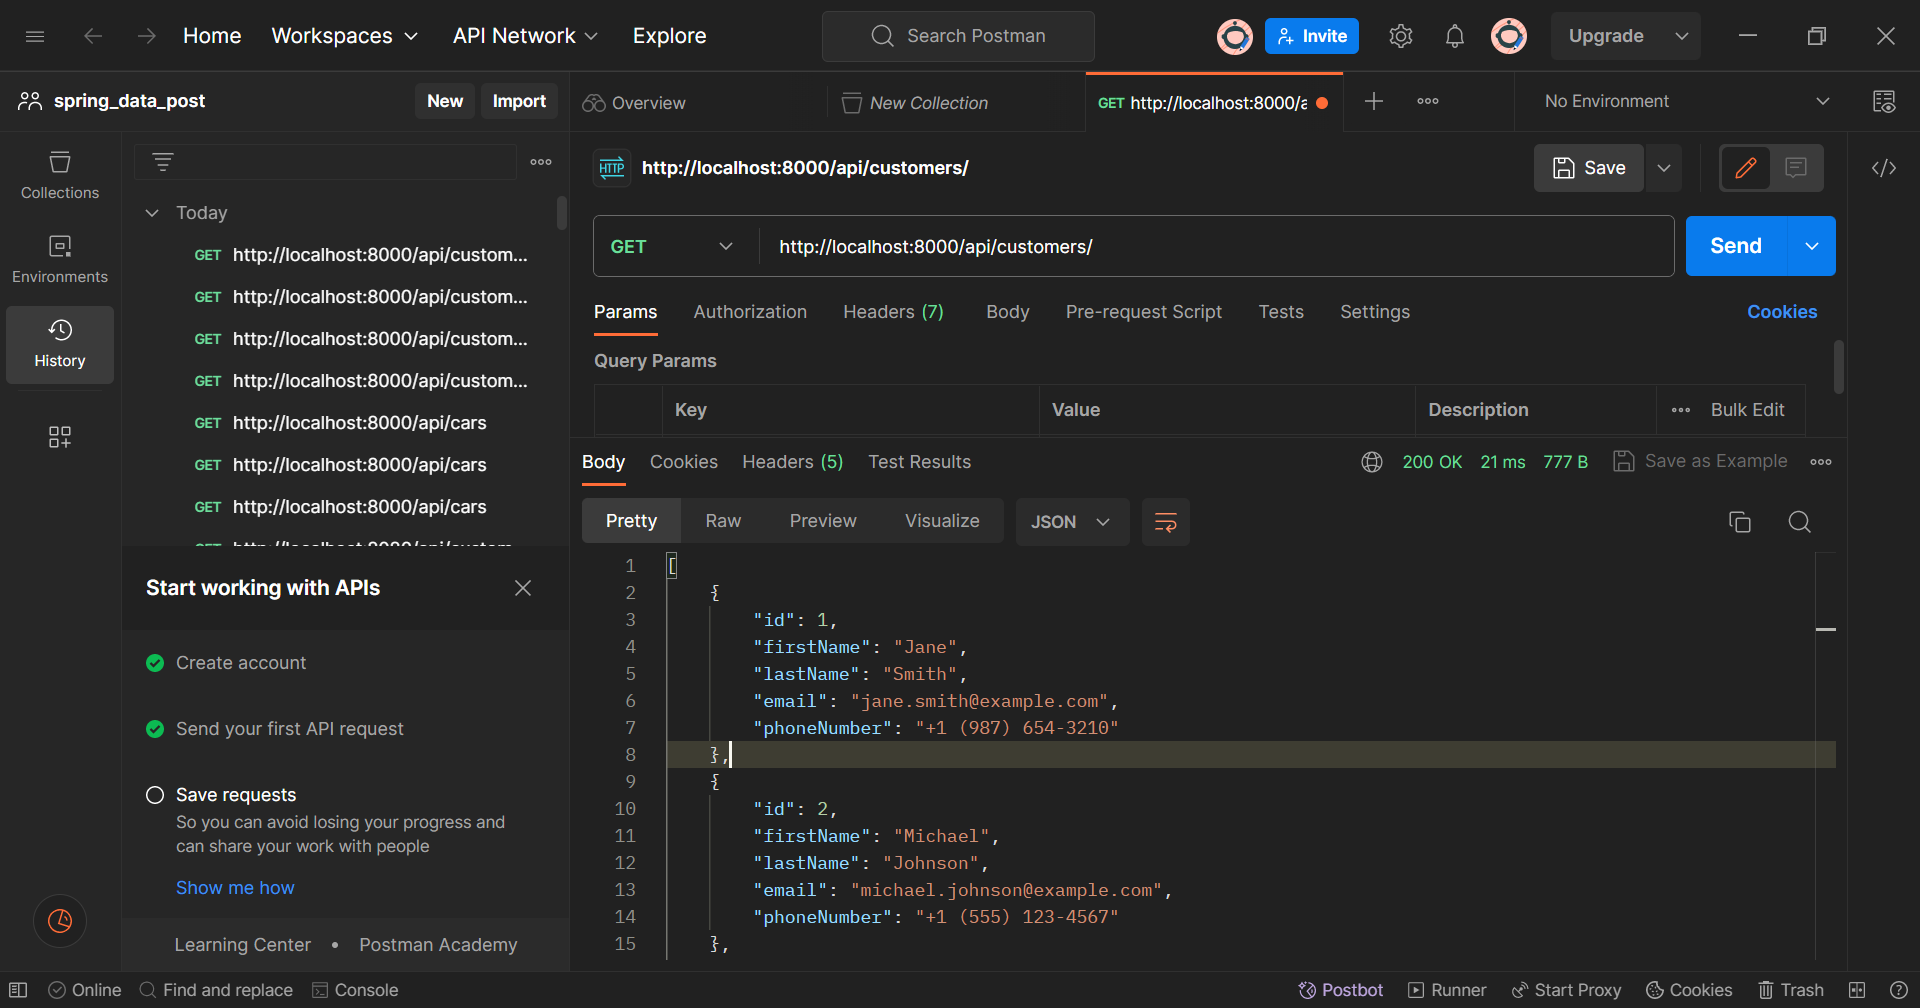 Home
Workspaces
API Network
Explore
Search Postman
Invite
Upgrade
spring_data_post
New
Import
Overview
New Collection
GET http://localhost:8000/a
No Environment
Collections
Environments
History
Today
GET http://localhost:8000/api/custom...
GET http://localhost:8000/api/custom...
GET http://localhost:8000/api/custom...
GET http://localhost:8000/api/custom...
GET http://localhost:8000/api/cars
GET http://localhost:8000/api/cars
GET http://localhost:8000/api/cars
Start working with APIs
Create account
Send your first API request
Save requests
So you can avoid losing your progress and
can share your work with people
Show me how
Learning Center • Postman Academy
HTTP
http://localhost:8000/api/customers/
Save
GET
http://localhost:8000/api/customers/
Send
Params
Authorization
Headers (7)
Body
Pre-request Script
Tests
Settings
Cookies
Query Params
Key
Value
Description
Bulk Edit
Body
Cookies
Headers (5)
Test Results
200 OK
21 ms
777 B
Save as Example
Pretty
Raw
Preview
Visualize
JSON
1 [
2 {
3 "id": 1,
4 "firstName": "Jane",
5 "lastName": "Smith",
6 "email": "jane.smith@example.com",
7 "phoneNumber": "+1 (987) 654-3210"
8 },
9 {
10 "id": 2,
11 "firstName": "Michael",
12 "lastName": "Johnson",
13 "email": "michael.johnson@example.com",
14 "phoneNumber": "+1 (555) 123-4567"
15 },
Online
Find and replace
Console
Postbot
Runner
Start Proxy
Cookies
Trash